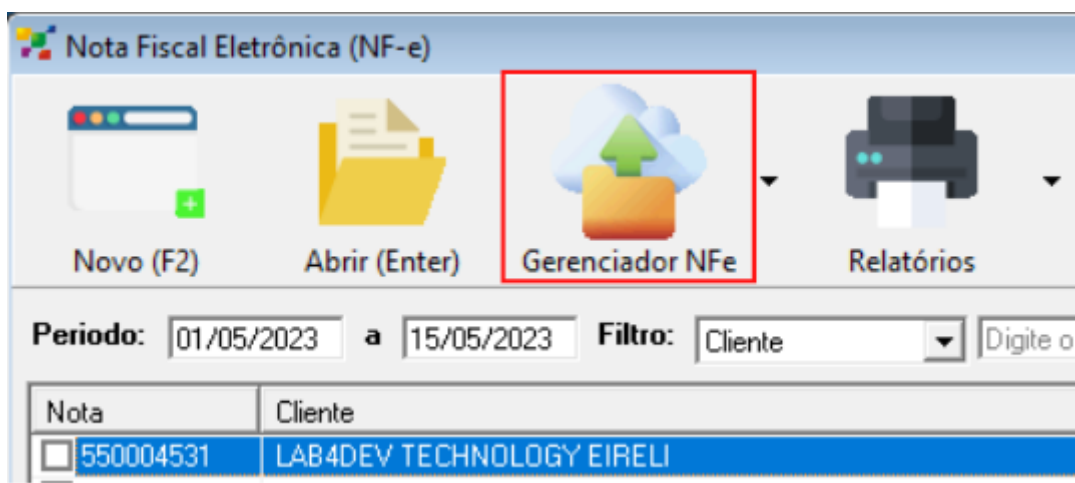 Nota Fiscal Eletrônica (NF-e)
Novo (F2) Abrir (Enter) Gerenciador NFe Relatórios
Periodo: 01/05/2023 a 15/05/2023 Filtro: Cliente Digite o
Nota Cliente
550004531 LAB4DEV TECHNOLOGY EIRELI